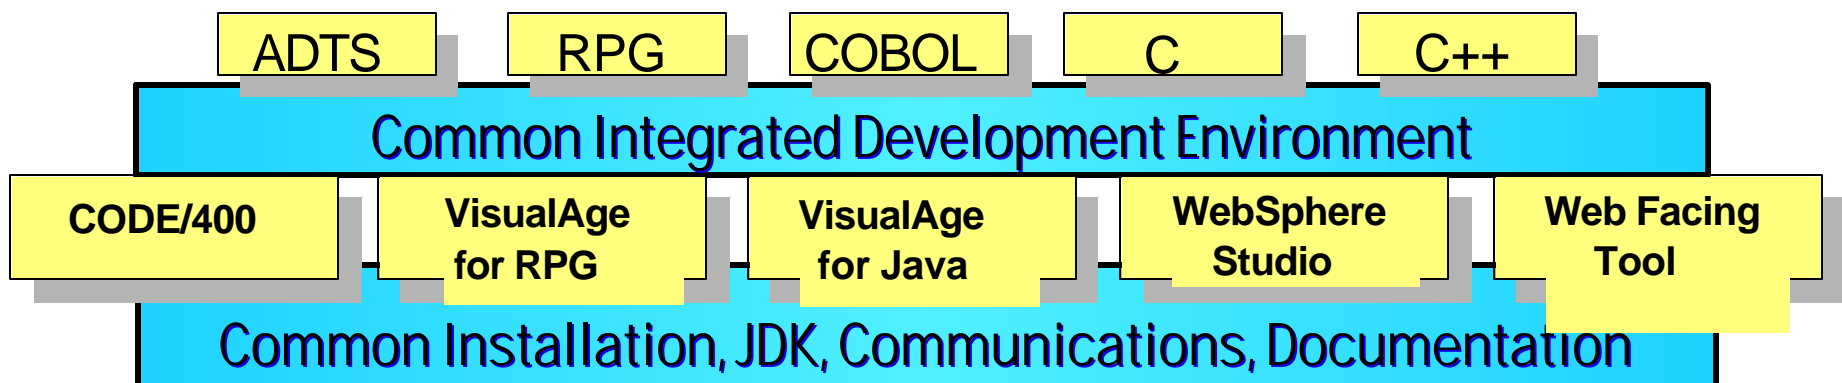 ADTS RPG COBOL C C++
Common Integrated Development Environment
CODE/400
VisualAge
for RPG
VisualAge
for Java
WebSphere
Studio
Web Facing
Tool
Common Installation, JDK, Communications, Documentation